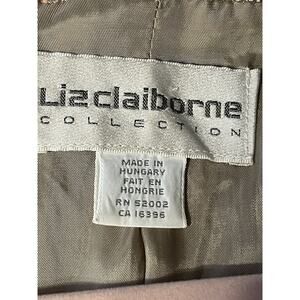 Lizclaiborne
COLLECTION
MADE IN
HUNGARY
FAIT EN
HONGRIE
RN 52002
CA 16396